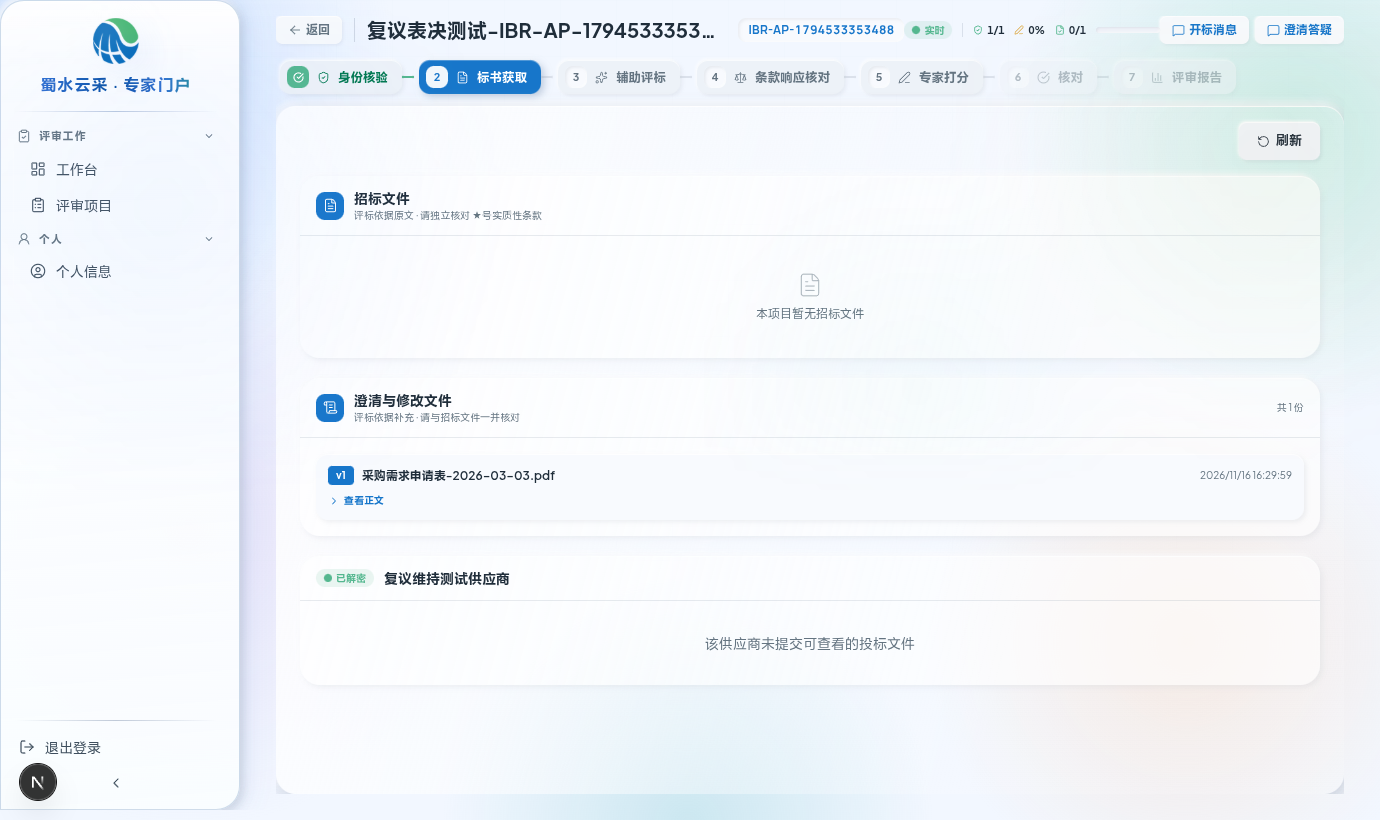 蜀水云采 · 专家门户
评审工作
工作台
评审项目
个人
个人信息
退出登录
N
返回
复议表决测试-IBR-AP-1794533353...
IBR-AP-1794533353488
实时
1/1
0%
0/1
开标消息
澄清答疑
身份核验
2 标书获取
3 辅助评标
4 条款响应核对
5 专家打分
6 核对
7 评审报告
刷新
招标文件
评标依据原文 · 请独立核对 ★号实质性条款
本项目暂无招标文件
澄清与修改文件
评标依据补充 · 请与招标文件一并核对
共 1 份
v1 采购需求申请表-2026-03-03.pdf
2026/11/16 16:29:59
查看正文
已解密 复议维持测试供应商
该供应商未提交可查看的投标文件